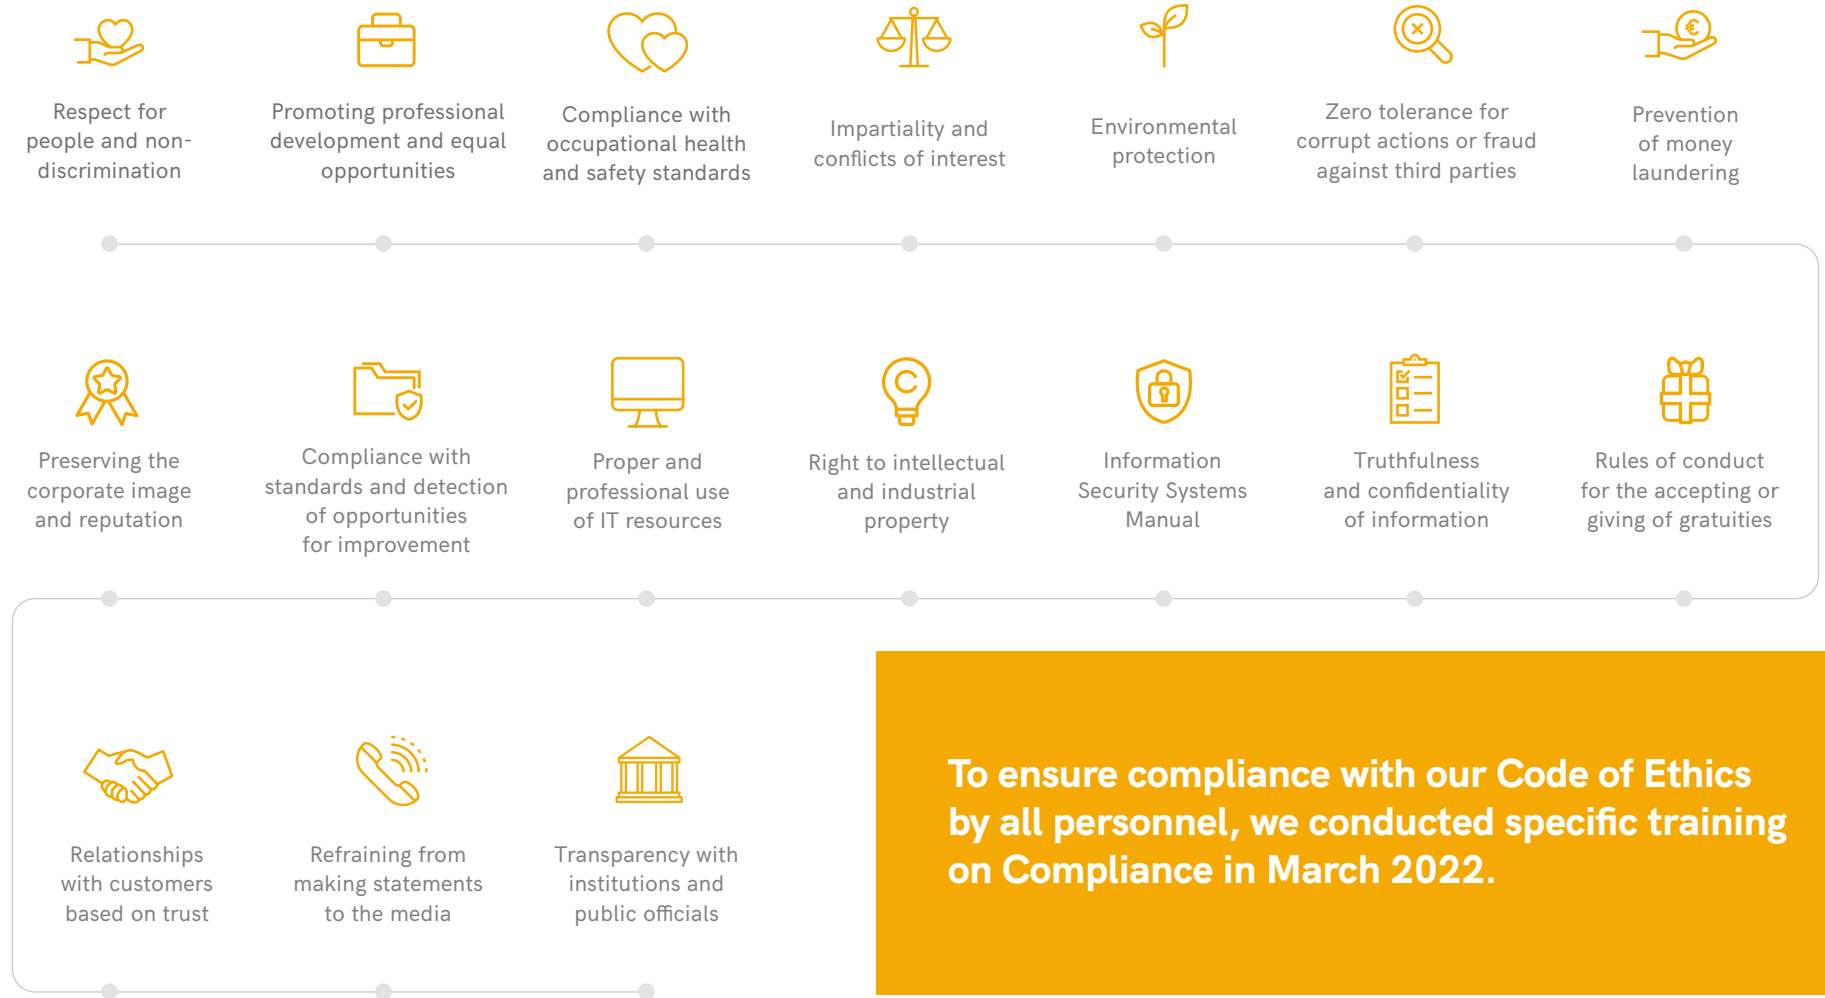 Respect for
people and non-
discrimination
Promoting professional
development and equal
opportunities
Compliance with
occupational health
and safety standards
Impartiality and
conflicts of interest
Environmental
protection
Zero tolerance for
corrupt actions or fraud
against third parties
Prevention
of money
laundering
Preserving the
corporate image
and reputation
Compliance with
standards and detection
of opportunities
for improvement
Proper and
professional use
of IT resources
Right to intellectual
and industrial
property
Information
Security Systems
Manual
Truthfulness
and confidentiality
of information
Rules of conduct
for the accepting or
giving of gratuities
Relationships
with customers
based on trust
Refraining from
making statements
to the media
Transparency with
institutions and
public officials
To ensure compliance with our Code of Ethics
by all personnel, we conducted specific training
on Compliance in March 2022.